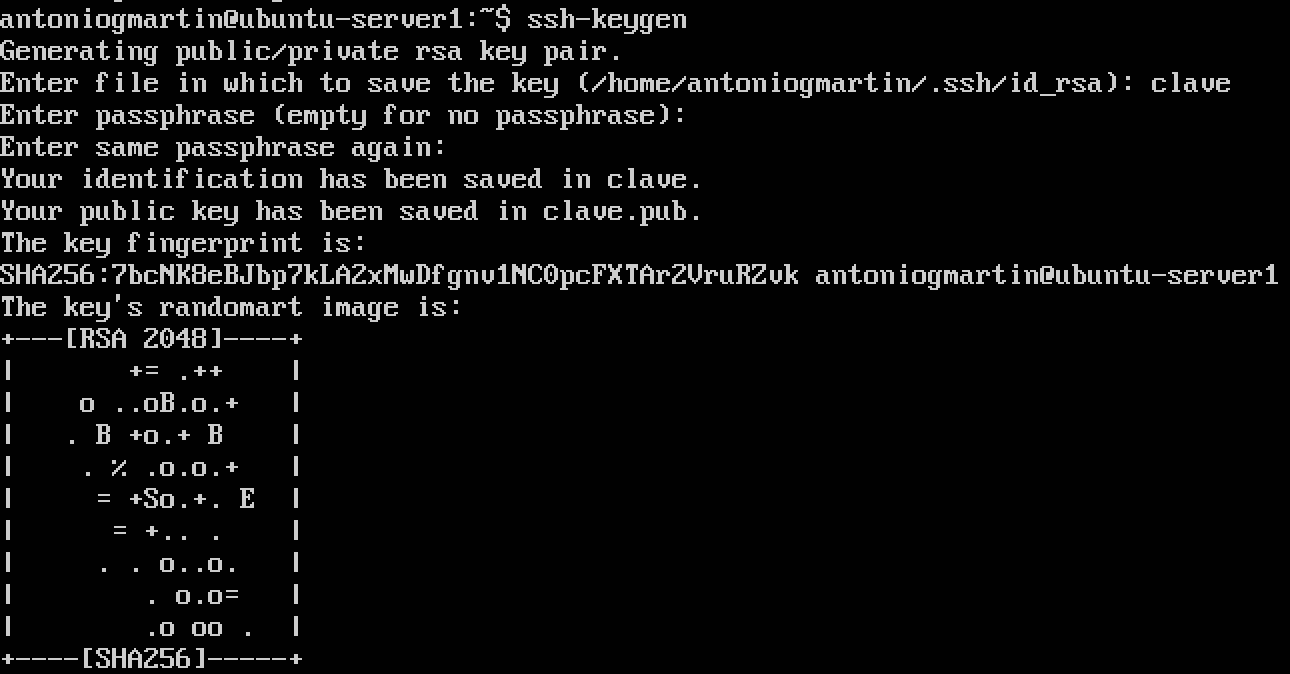 antoniogmartin@ubuntu-server1:~$ ssh-keygen
Generating public/private rsa key pair.
Enter file in which to save the key (/home/antoniogmartin/.ssh/id_rsa): clave
Enter passphrase (empty for no passphrase):
Enter same passphrase again:
Your identification has been saved in clave.
Your public key has been saved in clave.pub.
The key fingerprint is:
SHA256:7bcNK8eBJbp7kLA2xMwDfgnv1NC0pcFXTAr2VruRZvk antoniogmartin@ubuntu-server1
The key's randomart image is:
+---[RSA 2048]----+
|       += .++    |
|    o ..oB.o.+   |
|   . B +o.+ B    |
|    . % .o.o.+   |
|     = +So.+. E  |
|      = +.. .    |
|     . . o..o.   |
|        . o.o=   |
|        .o oo .  |
+----[SHA256]-----+